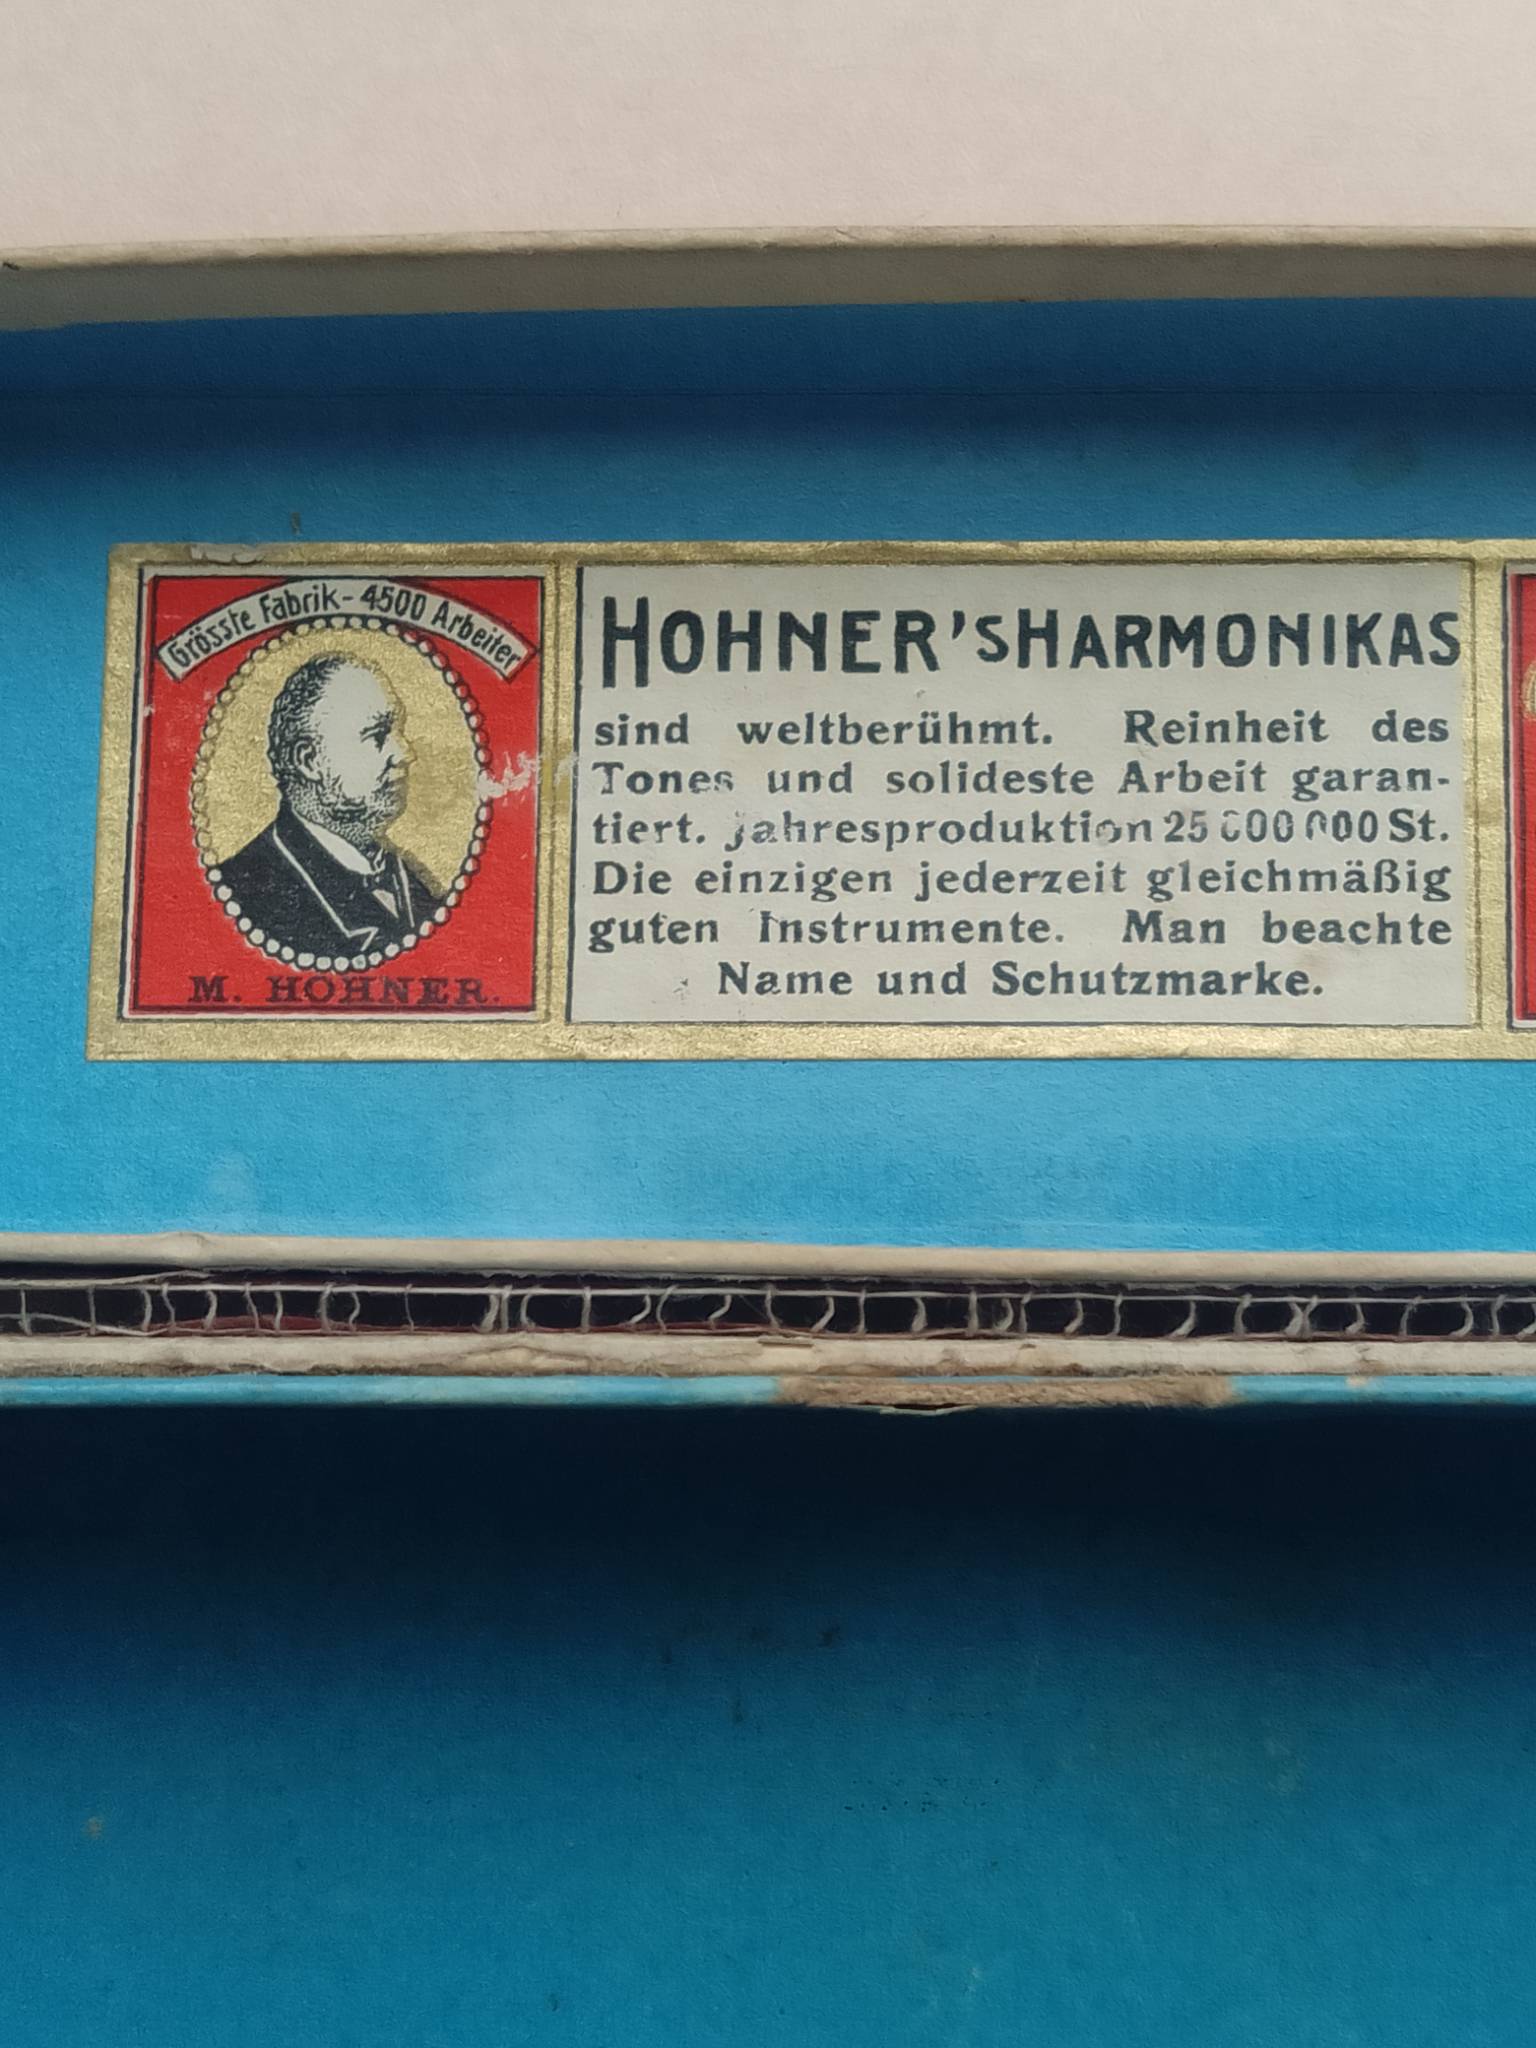 Grösste Fabrik - 4500 Arbeiter
M. HOHNER.
HOHNER'S HARMONIKAS
sind weltberühmt. Reinheit des
Tones und solideste Arbeit garan-
tiert. Jahresproduktion 25 000 000 St.
Die einzigen jederzeit gleichmäßig
guten Instrumente. Man beachte
Name und Schutzmarke.